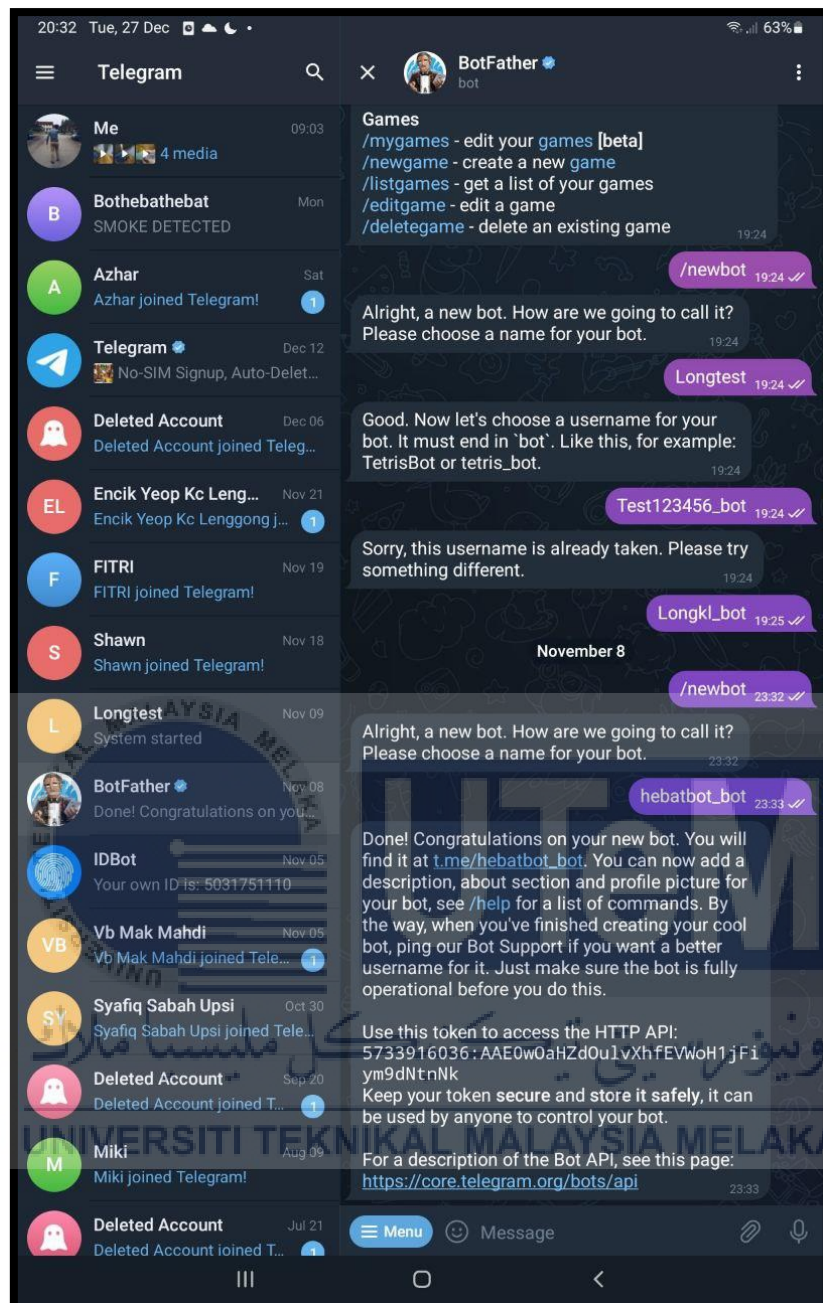 20:32 Tue, 27 Dec
63%
Telegram
Me 09:03
4 media
Bothebathebat Mon
SMOKE DETECTED
Azhar Sat
Azhar joined Telegram! 1
Telegram Dec 12
No-SIM Signup, Auto-Delet...
Deleted Account Dec 06
Deleted Account joined Teleg...
Encik Yeop Kc Leng... Nov 21
Encik Yeop Kc Lenggong j... 1
FITRI Nov 19
FITRI joined Telegram!
Shawn Nov 18
Shawn joined Telegram!
Longtest Nov 09
System started
BotFather Nov 08
Done! Congratulations on you...
IDBot Nov 05
Your own ID is: 5031751110
Vb Mak Mahdi Nov 05
Vb Mak Mahdi joined Tele... 1
Syafiq Sabah Upsi Oct 30
Syafiq Sabah Upsi joined Tele...
Deleted Account Sep 20
Deleted Account joined T... 1
Miki Aug 09
Miki joined Telegram!
Deleted Account Jul 21
Deleted Account joined T... 1
B
A
EL
F
S
L
VB
SY
M
BotFather
bot
Games
/mygames - edit your games [beta]
/newgame - create a new game
/listgames - get a list of your games
/editgame - edit a game
/deletegame - delete an existing game
19:24
/newbot 19:24
Alright, a new bot. How are we going to call it?
Please choose a name for your bot. 19:24
Longtest 19:24
Good. Now let's choose a username for your
bot. It must end in `bot`. Like this, for example:
TetrisBot or tetris_bot. 19:24
Test123456_bot 19:24
Sorry, this username is already taken. Please try
something different. 19:24
Longkl_bot 19:25
November 8
/newbot 23:32
Alright, a new bot. How are we going to call it?
Please choose a name for your bot. 23:32
hebatbot_bot 23:33
Done! Congratulations on your new bot. You will
find it at t.me/hebatbot_bot. You can now add a
description, about section and profile picture for
your bot, see /help for a list of commands. By
the way, when you've finished creating your cool
bot, ping our Bot Support if you want a better
username for it. Just make sure the bot is fully
operational before you do this.
Use this token to access the HTTP API:
5733916036:AAE0wOaHZdOulvXhfEVWoH1jFi
ym9dNtnNk
Keep your token secure and store it safely, it can
be used by anyone to control your bot.
For a description of the Bot API, see this page:
https://core.telegram.org/bots/api 23:33
Menu
Message
UTeM
UNIVERSITI TEKNIKAL MALAYSIA MELAKA